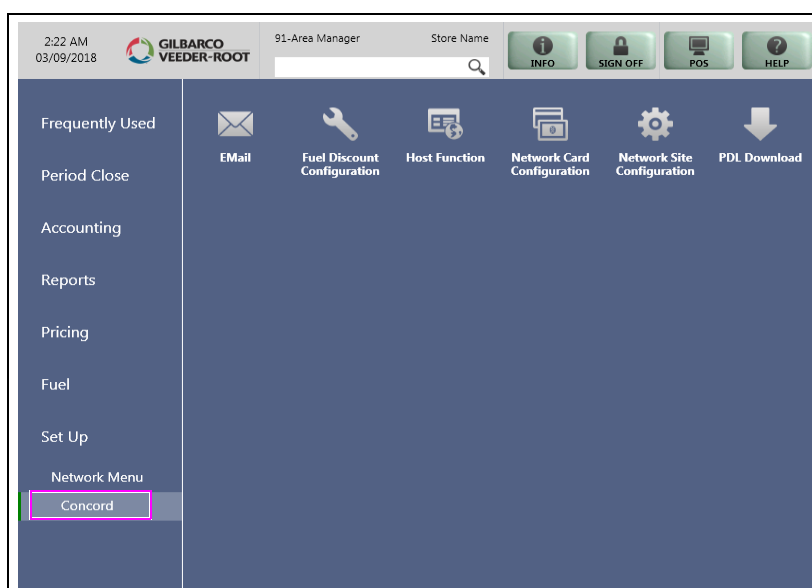 2:22 AM
03/09/2018
GILBARCO
VEEDER-ROOT
91-Area Manager
Store Name
INFO
SIGN OFF
POS
HELP
Frequently Used
Period Close
Accounting
Reports
Pricing
Fuel
Set Up
Network Menu
Concord
EMail
Fuel Discount
Configuration
Host Function
Network Card
Configuration
Network Site
Configuration
PDL Download